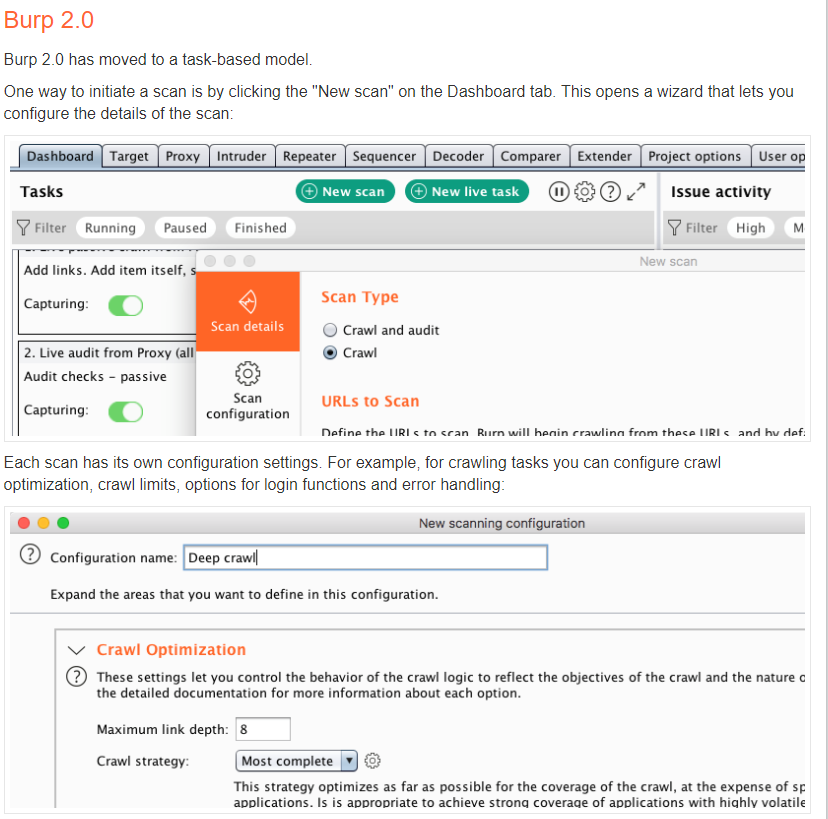 Burp 2.0
Burp 2.0 has moved to a task-based model.
One way to initiate a scan is by clicking the "New scan" on the Dashboard tab. This opens a wizard that lets you
configure the details of the scan:
Dashboard Target Proxy Intruder Repeater Sequencer Decoder Comparer Extender Project options User op
Tasks New scan New live task ? Issue activity
Filter Running Paused Finished Filter High M
New scan
Add links. Add item itself, s
Capturing:
Scan details
Scan Type
Crawl and audit
Crawl
2. Live audit from Proxy (all
Audit checks - passive
Capturing:
Scan
configuration
URLs to Scan
Define the URLs to scan. Burp will begin crawling from these URLs, and by defa
Each scan has its own configuration settings. For example, for crawling tasks you can configure crawl
optimization, crawl limits, options for login functions and error handling:
New scanning configuration
? Configuration name: Deep crawl
Expand the areas that you want to define in this configuration.
Crawl Optimization
? These settings let you control the behavior of the crawl logic to reflect the objectives of the crawl and the nature o
the detailed documentation for more information about each option.
Maximum link depth: 8
Crawl strategy: Most complete
This strategy optimizes as far as possible for the coverage of the crawl, at the expense of sp
applications. Is is appropriate to achieve strong coverage of applications with highly volatile